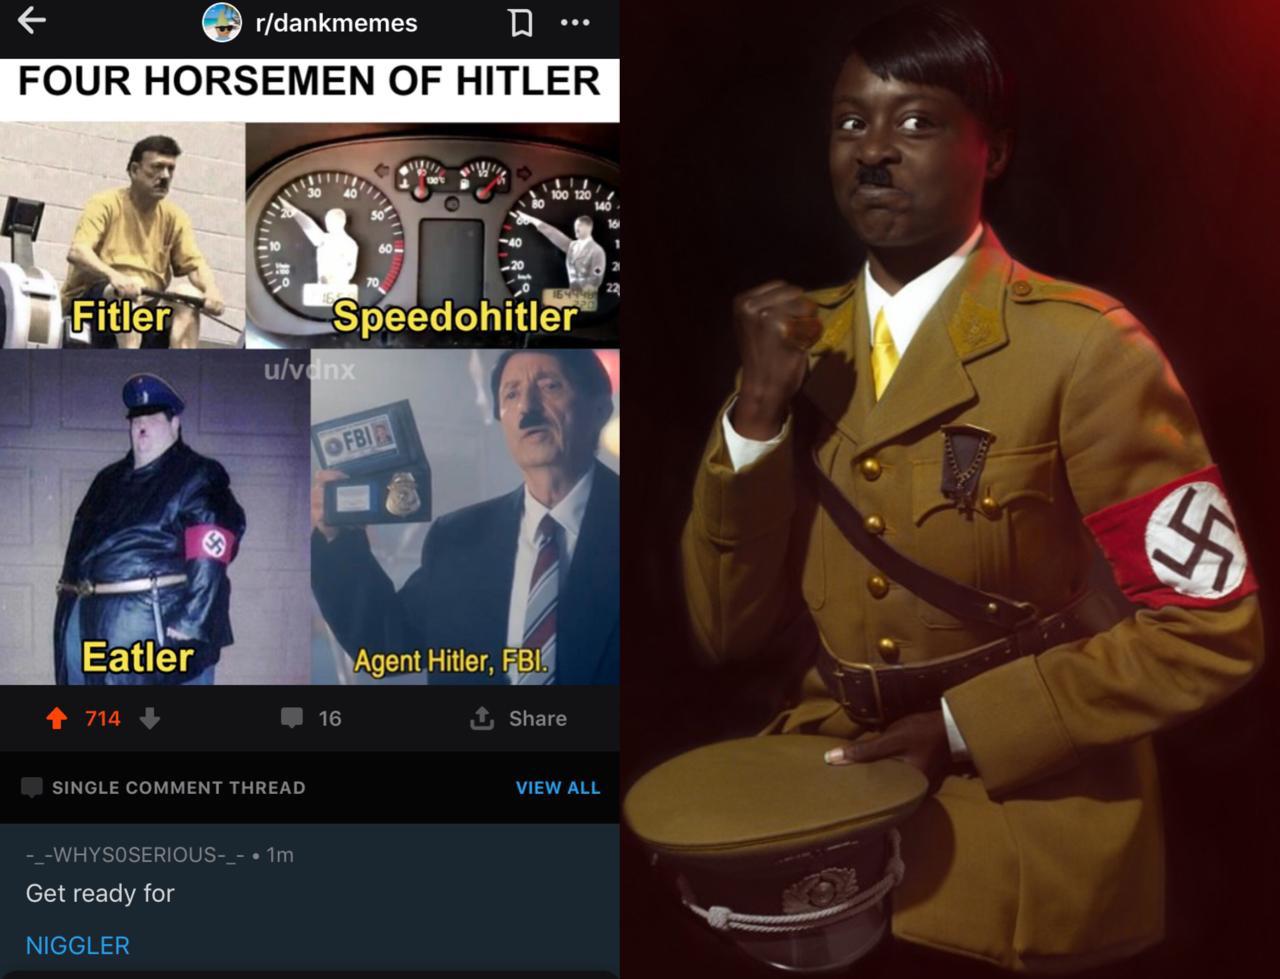 r/dankmemes
FOUR HORSEMEN OF HITLER
Fitler
Speedohitler
u/vdnx
FBI
Eatler
Agent Hitler, FBI.
714
16
Share
SINGLE COMMENT THREAD
VIEW ALL
-_-WHYS0SERIOUS-_- • 1m
Get ready for
NIGGLER